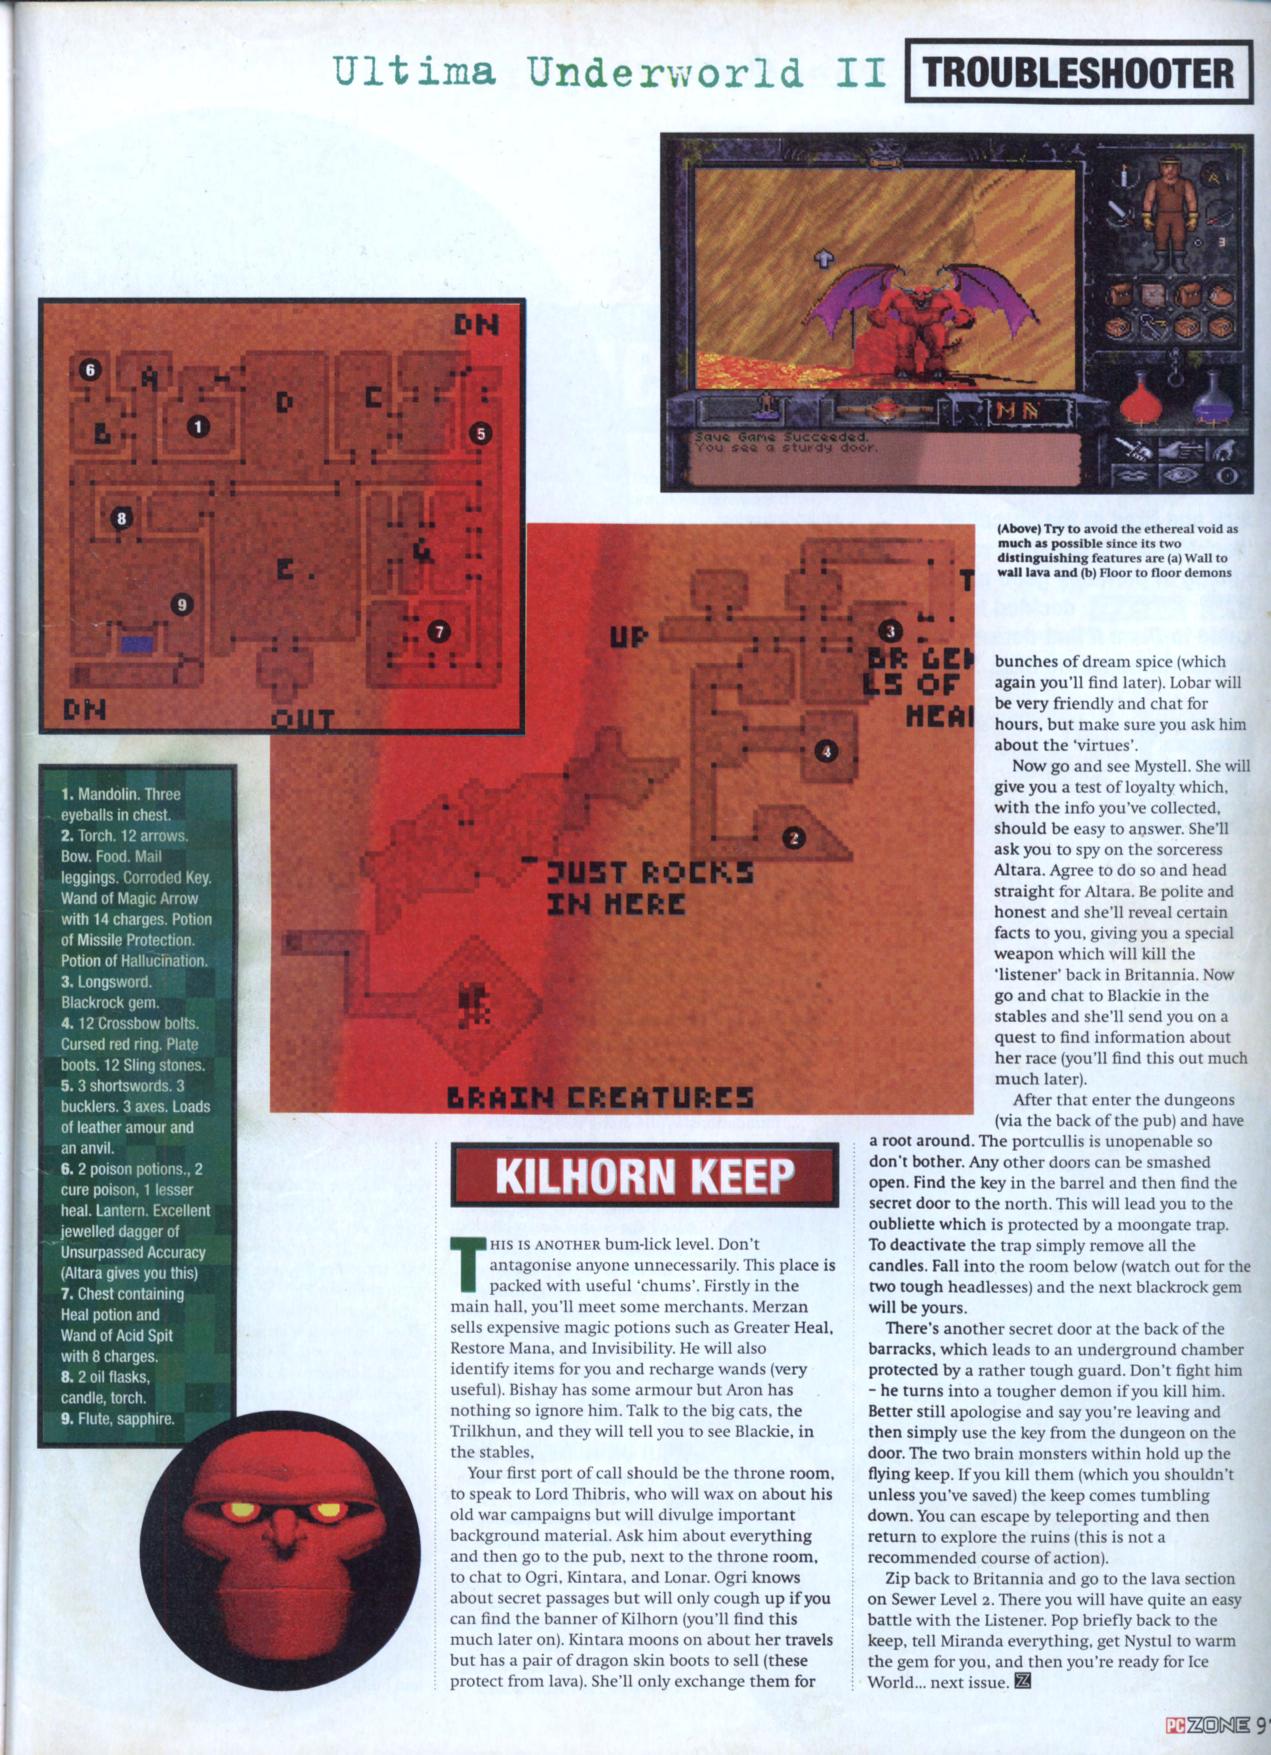 Ultima Underworld II
TROUBLESHOOTER
Save Game Succeeded.
You see a sturdy door.
3
(Above) Try to avoid the ethereal void as
much as possible since its two
distinguishing features are (a) Wall to
wall lava and (b) Floor to floor demons
DN
6
A
D
C
B
1
5
8
E.
G
9
7
DN
OUT
UP
T
3
BR GEM
LS OF
HEA
4
2
JUST ROCKS
IN HERE
BRAIN CREATURES
1. Mandolin. Three
eyeballs in chest.
2. Torch. 12 arrows.
Bow. Food. Mail
leggings. Corroded Key.
Wand of Magic Arrow
with 14 charges. Potion
of Missile Protection.
Potion of Hallucination.
3. Longsword.
Blackrock gem.
4. 12 Crossbow bolts.
Cursed red ring. Plate
boots. 12 Sling stones.
5. 3 shortswords. 3
bucklers. 3 axes. Loads
of leather amour and
an anvil.
6. 2 poison potions., 2
cure poison, 1 lesser
heal. Lantern. Excellent
jewelled dagger of
Unsurpassed Accuracy
(Altara gives you this)
7. Chest containing
Heal potion and
Wand of Acid Spit
with 8 charges.
8. 2 oil flasks,
candle, torch.
9. Flute, sapphire.
KILHORN KEEP
THIS IS ANOTHER bum-lick level. Don't
antagonise anyone unnecessarily. This place is
packed with useful 'chums'. Firstly in the
main hall, you'll meet some merchants. Merzan
sells expensive magic potions such as Greater Heal,
Restore Mana, and Invisibility. He will also
identify items for you and recharge wands (very
useful). Bishay has some armour but Aron has
nothing so ignore him. Talk to the big cats, the
Trilkhun, and they will tell you to see Blackie, in
the stables,
Your first port of call should be the throne room,
to speak to Lord Thibris, who will wax on about his
old war campaigns but will divulge important
background material. Ask him about everything
and then go to the pub, next to the throne room,
to chat to Ogri, Kintara, and Lonar. Ogri knows
about secret passages but will only cough up if you
can find the banner of Kilhorn (you'll find this
much later on). Kintara moons on about her travels
but has a pair of dragon skin boots to sell (these
protect from lava). She'll only exchange them for
bunches of dream spice (which
again you'll find later). Lobar will
be very friendly and chat for
hours, but make sure you ask him
about the 'virtues'.
Now go and see Mystell. She will
give you a test of loyalty which,
with the info you've collected,
should be easy to answer. She'll
ask you to spy on the sorceress
Altara. Agree to do so and head
straight for Altara. Be polite and
honest and she'll reveal certain
facts to you, giving you a special
weapon which will kill the
'listener' back in Britannia. Now
go and chat to Blackie in the
stables and she'll send you on a
quest to find information about
her race (you'll find this out much
much later).
After that enter the dungeons
(via the back of the pub) and have
a root around. The portcullis is unopenable so
don't bother. Any other doors can be smashed
open. Find the key in the barrel and then find the
secret door to the north. This will lead you to the
oubliette which is protected by a moongate trap.
To deactivate the trap simply remove all the
candles. Fall into the room below (watch out for the
two tough headlesses) and the next blackrock gem
will be yours.
There's another secret door at the back of the
barracks, which leads to an underground chamber
protected by a rather tough guard. Don't fight him
– he turns into a tougher demon if you kill him.
Better still apologise and say you're leaving and
then simply use the key from the dungeon on the
door. The two brain monsters within hold up the
flying keep. If you kill them (which you shouldn't
unless you've saved) the keep comes tumbling
down. You can escape by teleporting and then
return to explore the ruins (this is not a
recommended course of action).
Zip back to Britannia and go to the lava section
on Sewer Level 2. There you will have quite an easy
battle with the Listener. Pop briefly back to the
keep, tell Miranda everything, get Nystul to warm
the gem for you, and then you're ready for Ice
World... next issue. Z
PC ZONE 9